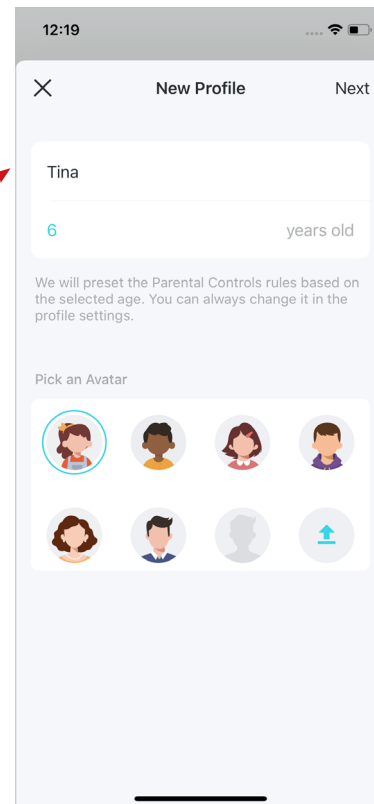 12:19
New Profile Next
Tina
6 years old
We will preset the Parental Controls rules based on
the selected age. You can always change it in the
profile settings.
Pick an Avatar